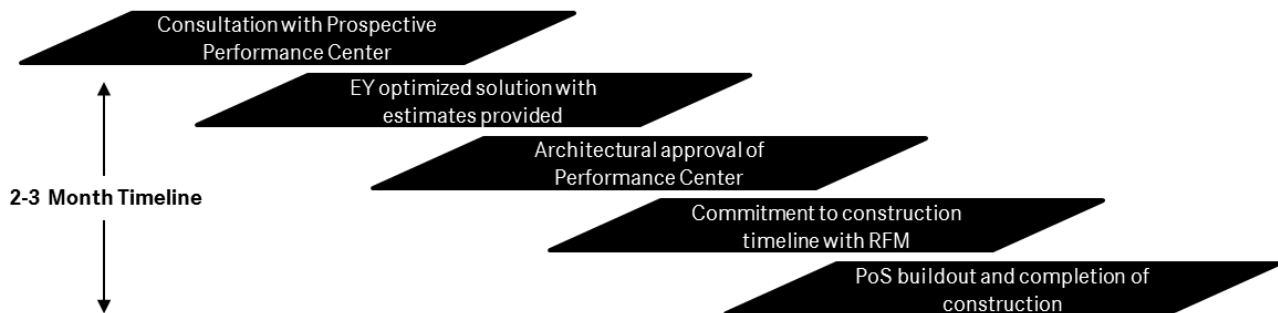 Consultation with Prospective
Performance Center
EY optimized solution with
estimates provided
Architectural approval of
Performance Center
2-3 Month Timeline
Commitment to construction
timeline with RFM
PoS buildout and completion of
construction